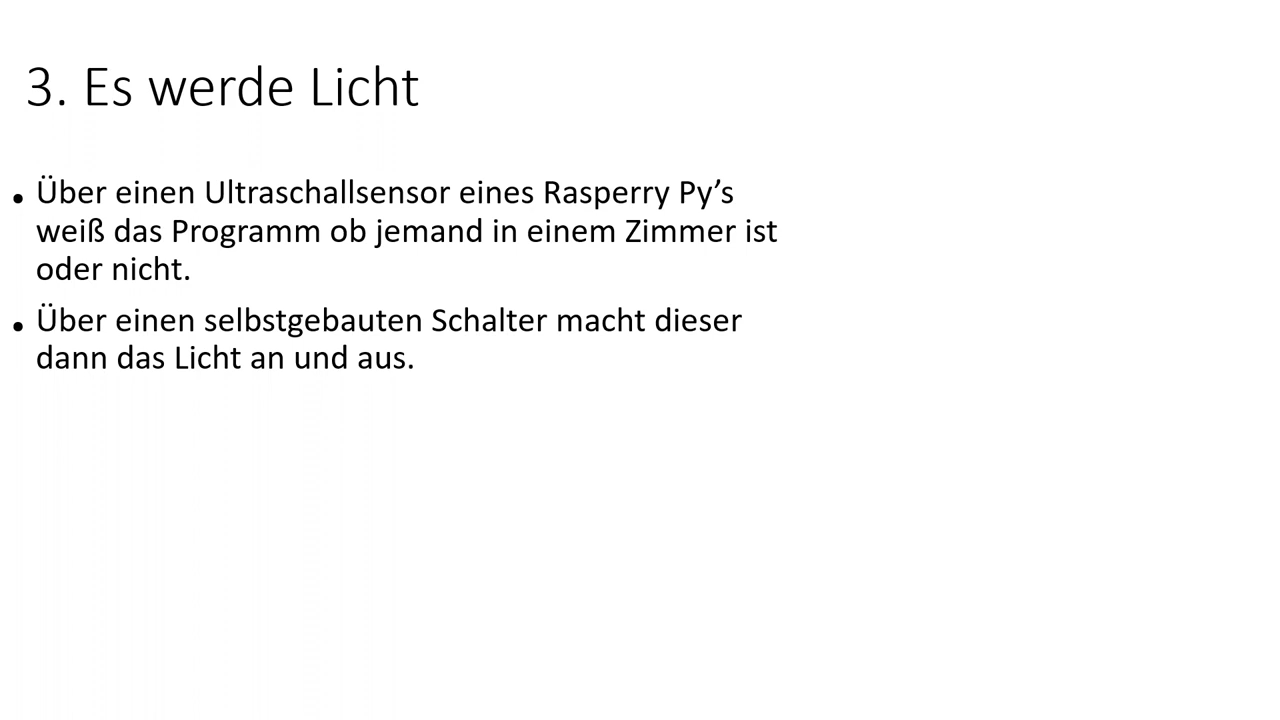 3. Es werde Licht
• Über einen Ultraschallsensor eines Rasperry Py’s
weiß das Programm ob jemand in einem Zimmer ist
oder nicht.
• Über einen selbstgebauten Schalter macht dieser
dann das Licht an und aus.